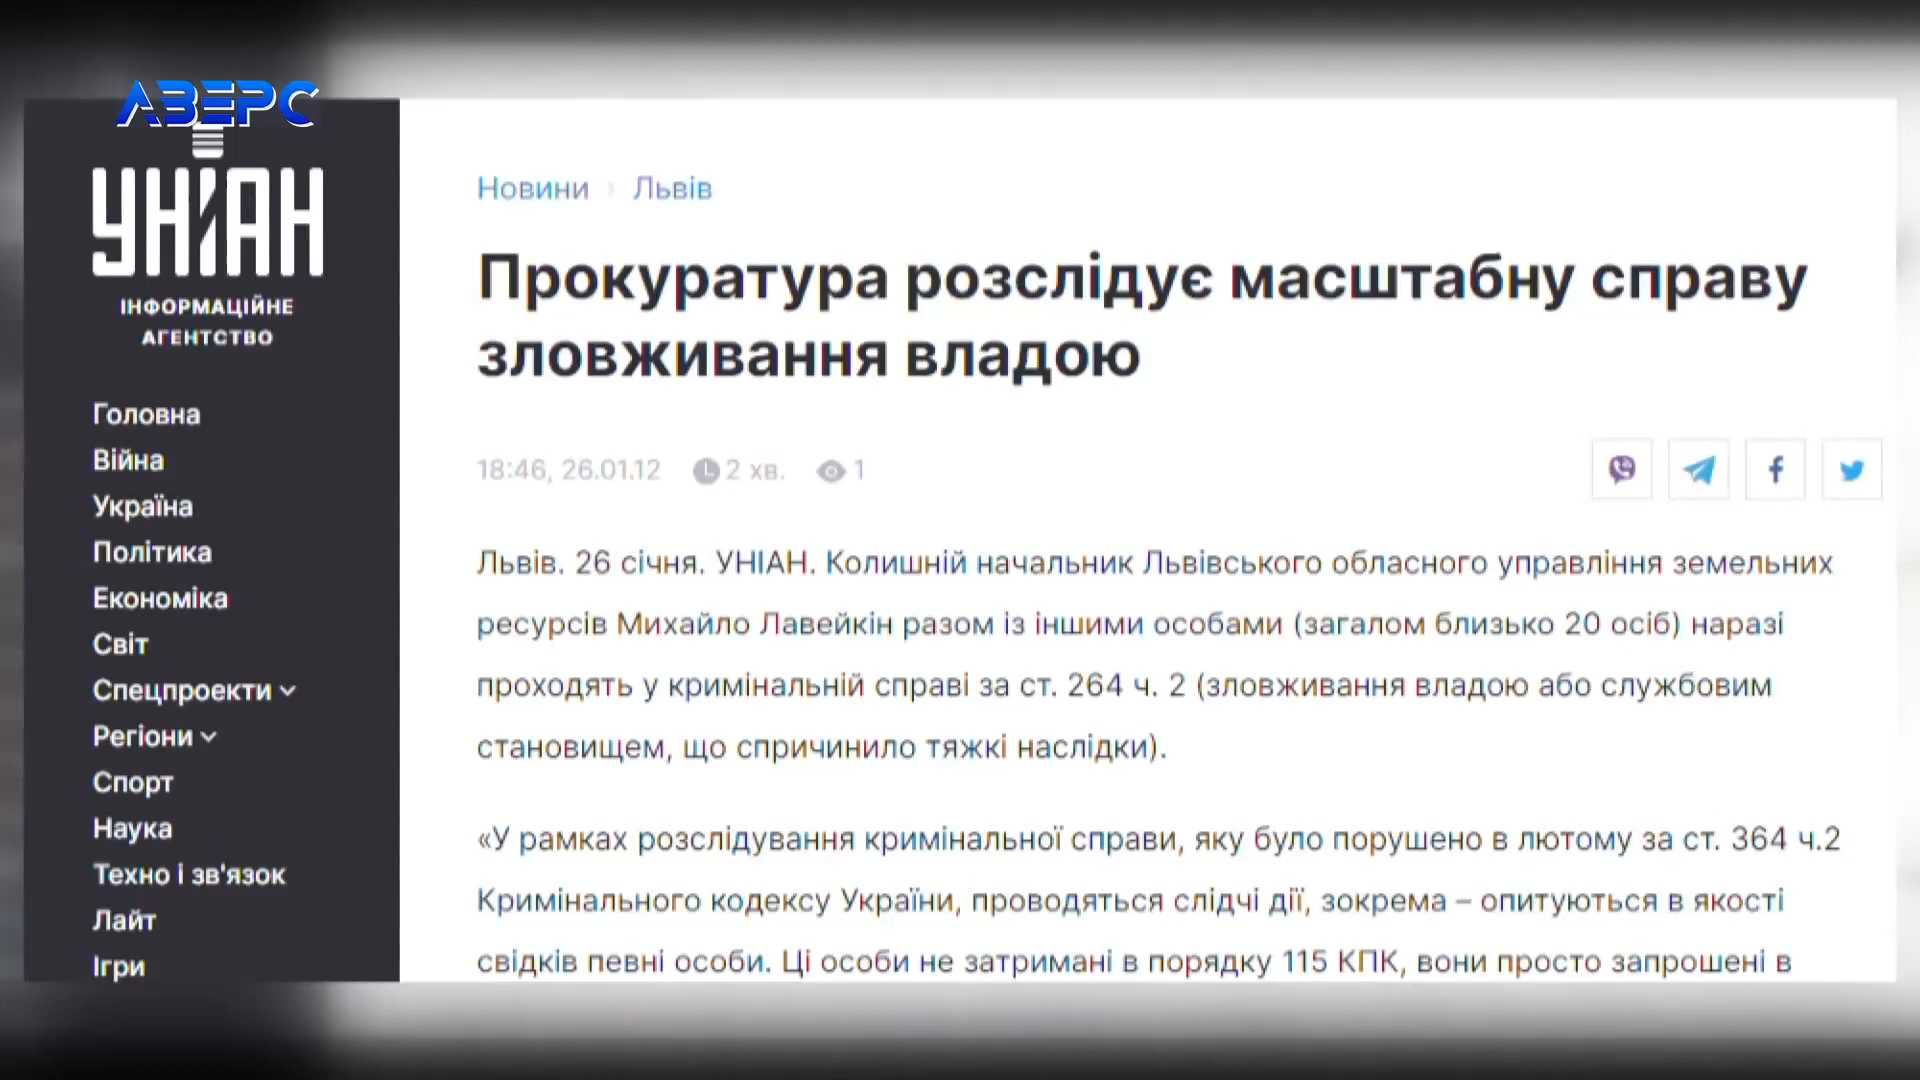 АВЕРС
УНІАН
ІНФОРМАЦІЙНЕ
АГЕНТСТВО
Головна
Війна
Україна
Політика
Економіка
Світ
Спецпроекти
Регіони
Спорт
Наука
Техно і зв'язок
Лайт
Ігри
Новини › Львів
Прокуратура розслідує масштабну справу
зловживання владою
18:46, 26.01.12 2 хв. 1
Львів. 26 січня. УНІАН. Колишній начальник Львівського обласного управління земельних
ресурсів Михайло Лавейкін разом із іншими особами (загалом близько 20 осіб) наразі
проходять у кримінальній справі за ст. 264 ч. 2 (зловживання владою або службовим
становищем, що спричинило тяжкі наслідки).
«У рамках розслідування кримінальної справи, яку було порушено в лютому за ст. 364 ч.2
Кримінального кодексу України, проводяться слідчі дії, зокрема – опитуються в якості
свідків певні особи. Ці особи не затримані в порядку 115 КПК, вони просто запрошені в